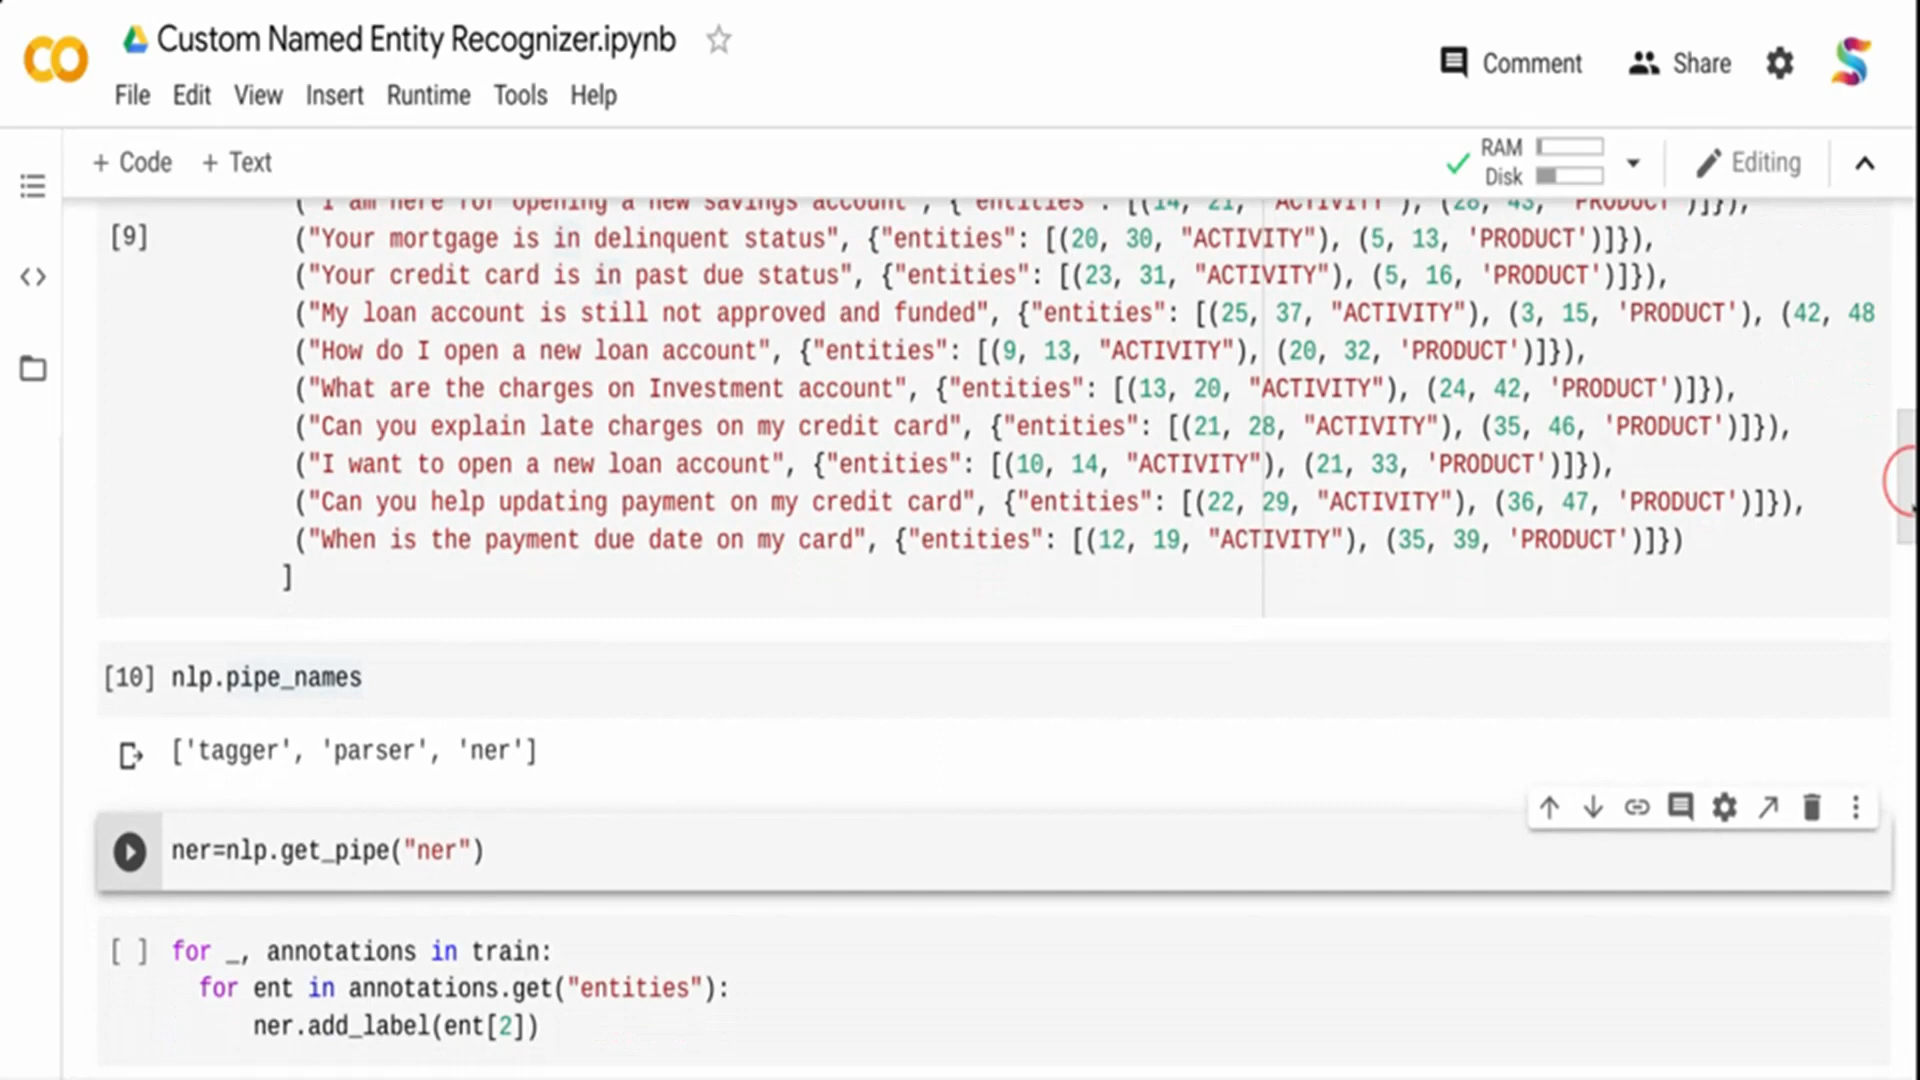 Custom Named Entity Recognizer.ipynb
File Edit View Insert Runtime Tools Help
Comment Share
+ Code + Text
RAM
Disk
Editing
("I am here for opening a new savings account", {"entities": [(14, 21, "ACTIVITY"), (28, 43, 'PRODUCT')]}),
[9] ("Your mortgage is in delinquent status", {"entities": [(20, 30, "ACTIVITY"), (5, 13, 'PRODUCT')]}),
("Your credit card is in past due status", {"entities": [(23, 31, "ACTIVITY"), (5, 16, 'PRODUCT')]}),
("My loan account is still not approved and funded", {"entities": [(25, 37, "ACTIVITY"), (3, 15, 'PRODUCT'), (42, 48
("How do I open a new loan account", {"entities": [(9, 13, "ACTIVITY"), (20, 32, 'PRODUCT')]}),
("What are the charges on Investment account", {"entities": [(13, 20, "ACTIVITY"), (24, 42, 'PRODUCT')]}),
("Can you explain late charges on my credit card", {"entities": [(21, 28, "ACTIVITY"), (35, 46, 'PRODUCT')]}),
("I want to open a new loan account", {"entities": [(10, 14, "ACTIVITY"), (21, 33, 'PRODUCT')]}),
("Can you help updating payment on my credit card", {"entities": [(22, 29, "ACTIVITY"), (36, 47, 'PRODUCT')]}),
("When is the payment due date on my card", {"entities": [(12, 19, "ACTIVITY"), (35, 39, 'PRODUCT')]})
]
[10] nlp.pipe_names
['tagger', 'parser', 'ner']
ner=nlp.get_pipe("ner")
[ ] for _, annotations in train:
for ent in annotations.get("entities"):
ner.add_label(ent[2])